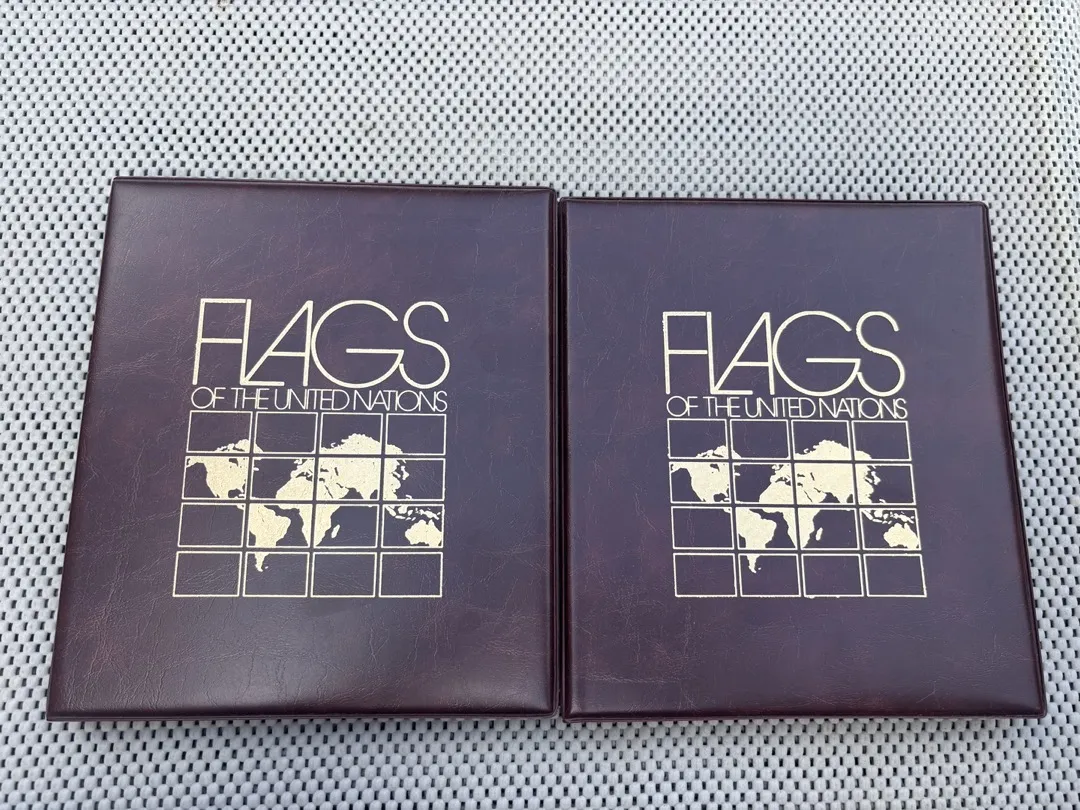 FLAGS
OF THE UNITED NATIONS
FLAGS
OF THE UNITED NATIONS